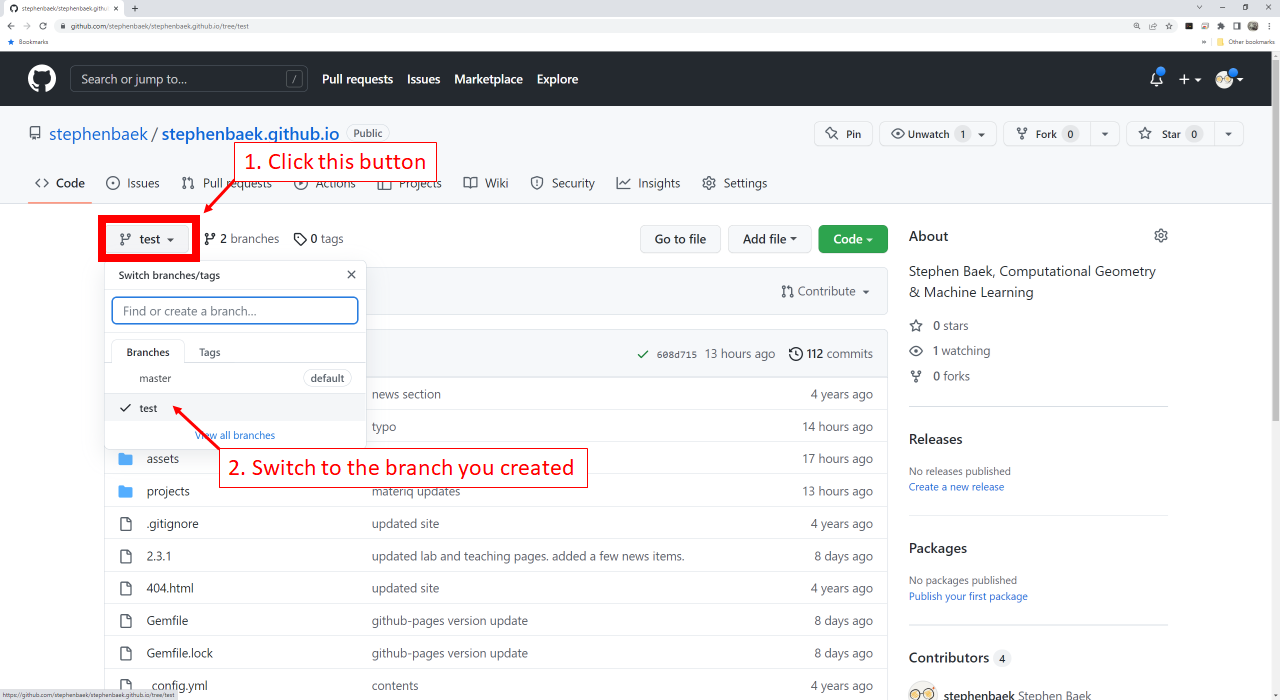 stephenbaek/stephenbaek.github.io
github.com/stephenbaek/stephenbaek.github.io/tree/test
Bookmarks
Other bookmarks
Search or jump to...
/
Pull requests
Issues
Marketplace
Explore
stephenbaek / stephenbaek.github.io
Public
Pin
Unwatch 1
Fork 0
Star 0
1. Click this button
Code
Issues
Pull requests
Actions
Projects
Wiki
Security
Insights
Settings
test
2 branches
0 tags
Go to file
Add file
Code
Switch branches/tags
Find or create a branch...
Branches
Tags
master
default
test
View all branches
2. Switch to the branch you created
Contribute
608d715 13 hours ago
112 commits
news section
4 years ago
typo
14 hours ago
assets
17 hours ago
projects
materiq updates
13 hours ago
.gitignore
updated site
4 years ago
2.3.1
updated lab and teaching pages. added a few news items.
8 days ago
404.html
updated site
4 years ago
Gemfile
github-pages version update
8 days ago
Gemfile.lock
github-pages version update
8 days ago
_config.yml
contents
4 years ago
About
Stephen Baek, Computational Geometry
& Machine Learning
0 stars
1 watching
0 forks
Releases
No releases published
Create a new release
Packages
No packages published
Publish your first package
Contributors 4
stephenbaek Stephen Baek
https://github.com/stephenbaek/stephenbaek.github.io/tree/test